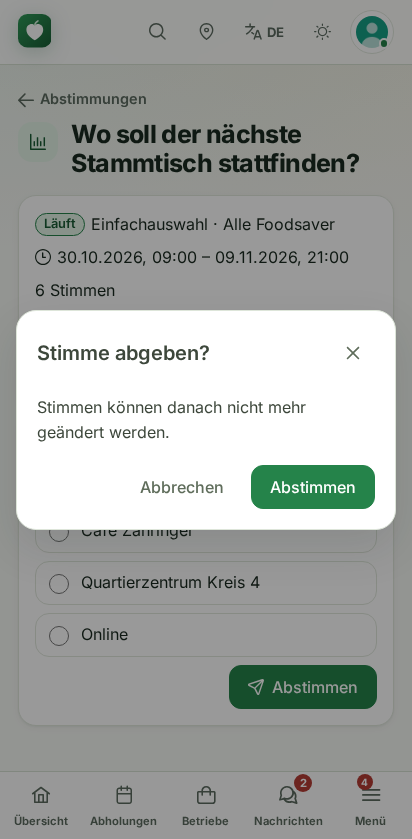 DE
Abstimmungen
Wo soll der nächste
Stammtisch stattfinden?
Läuft Einfachauswahl · Alle Foodsaver
30.10.2026, 09:00 – 09.11.2026, 21:00
6 Stimmen
Stimme abgeben?
Stimmen können danach nicht mehr
geändert werden.
Abbrechen Abstimmen
Café Zähringer
Quartierzentrum Kreis 4
Online
Abstimmen
2 4
Übersicht Abholungen Betriebe Nachrichten Menü